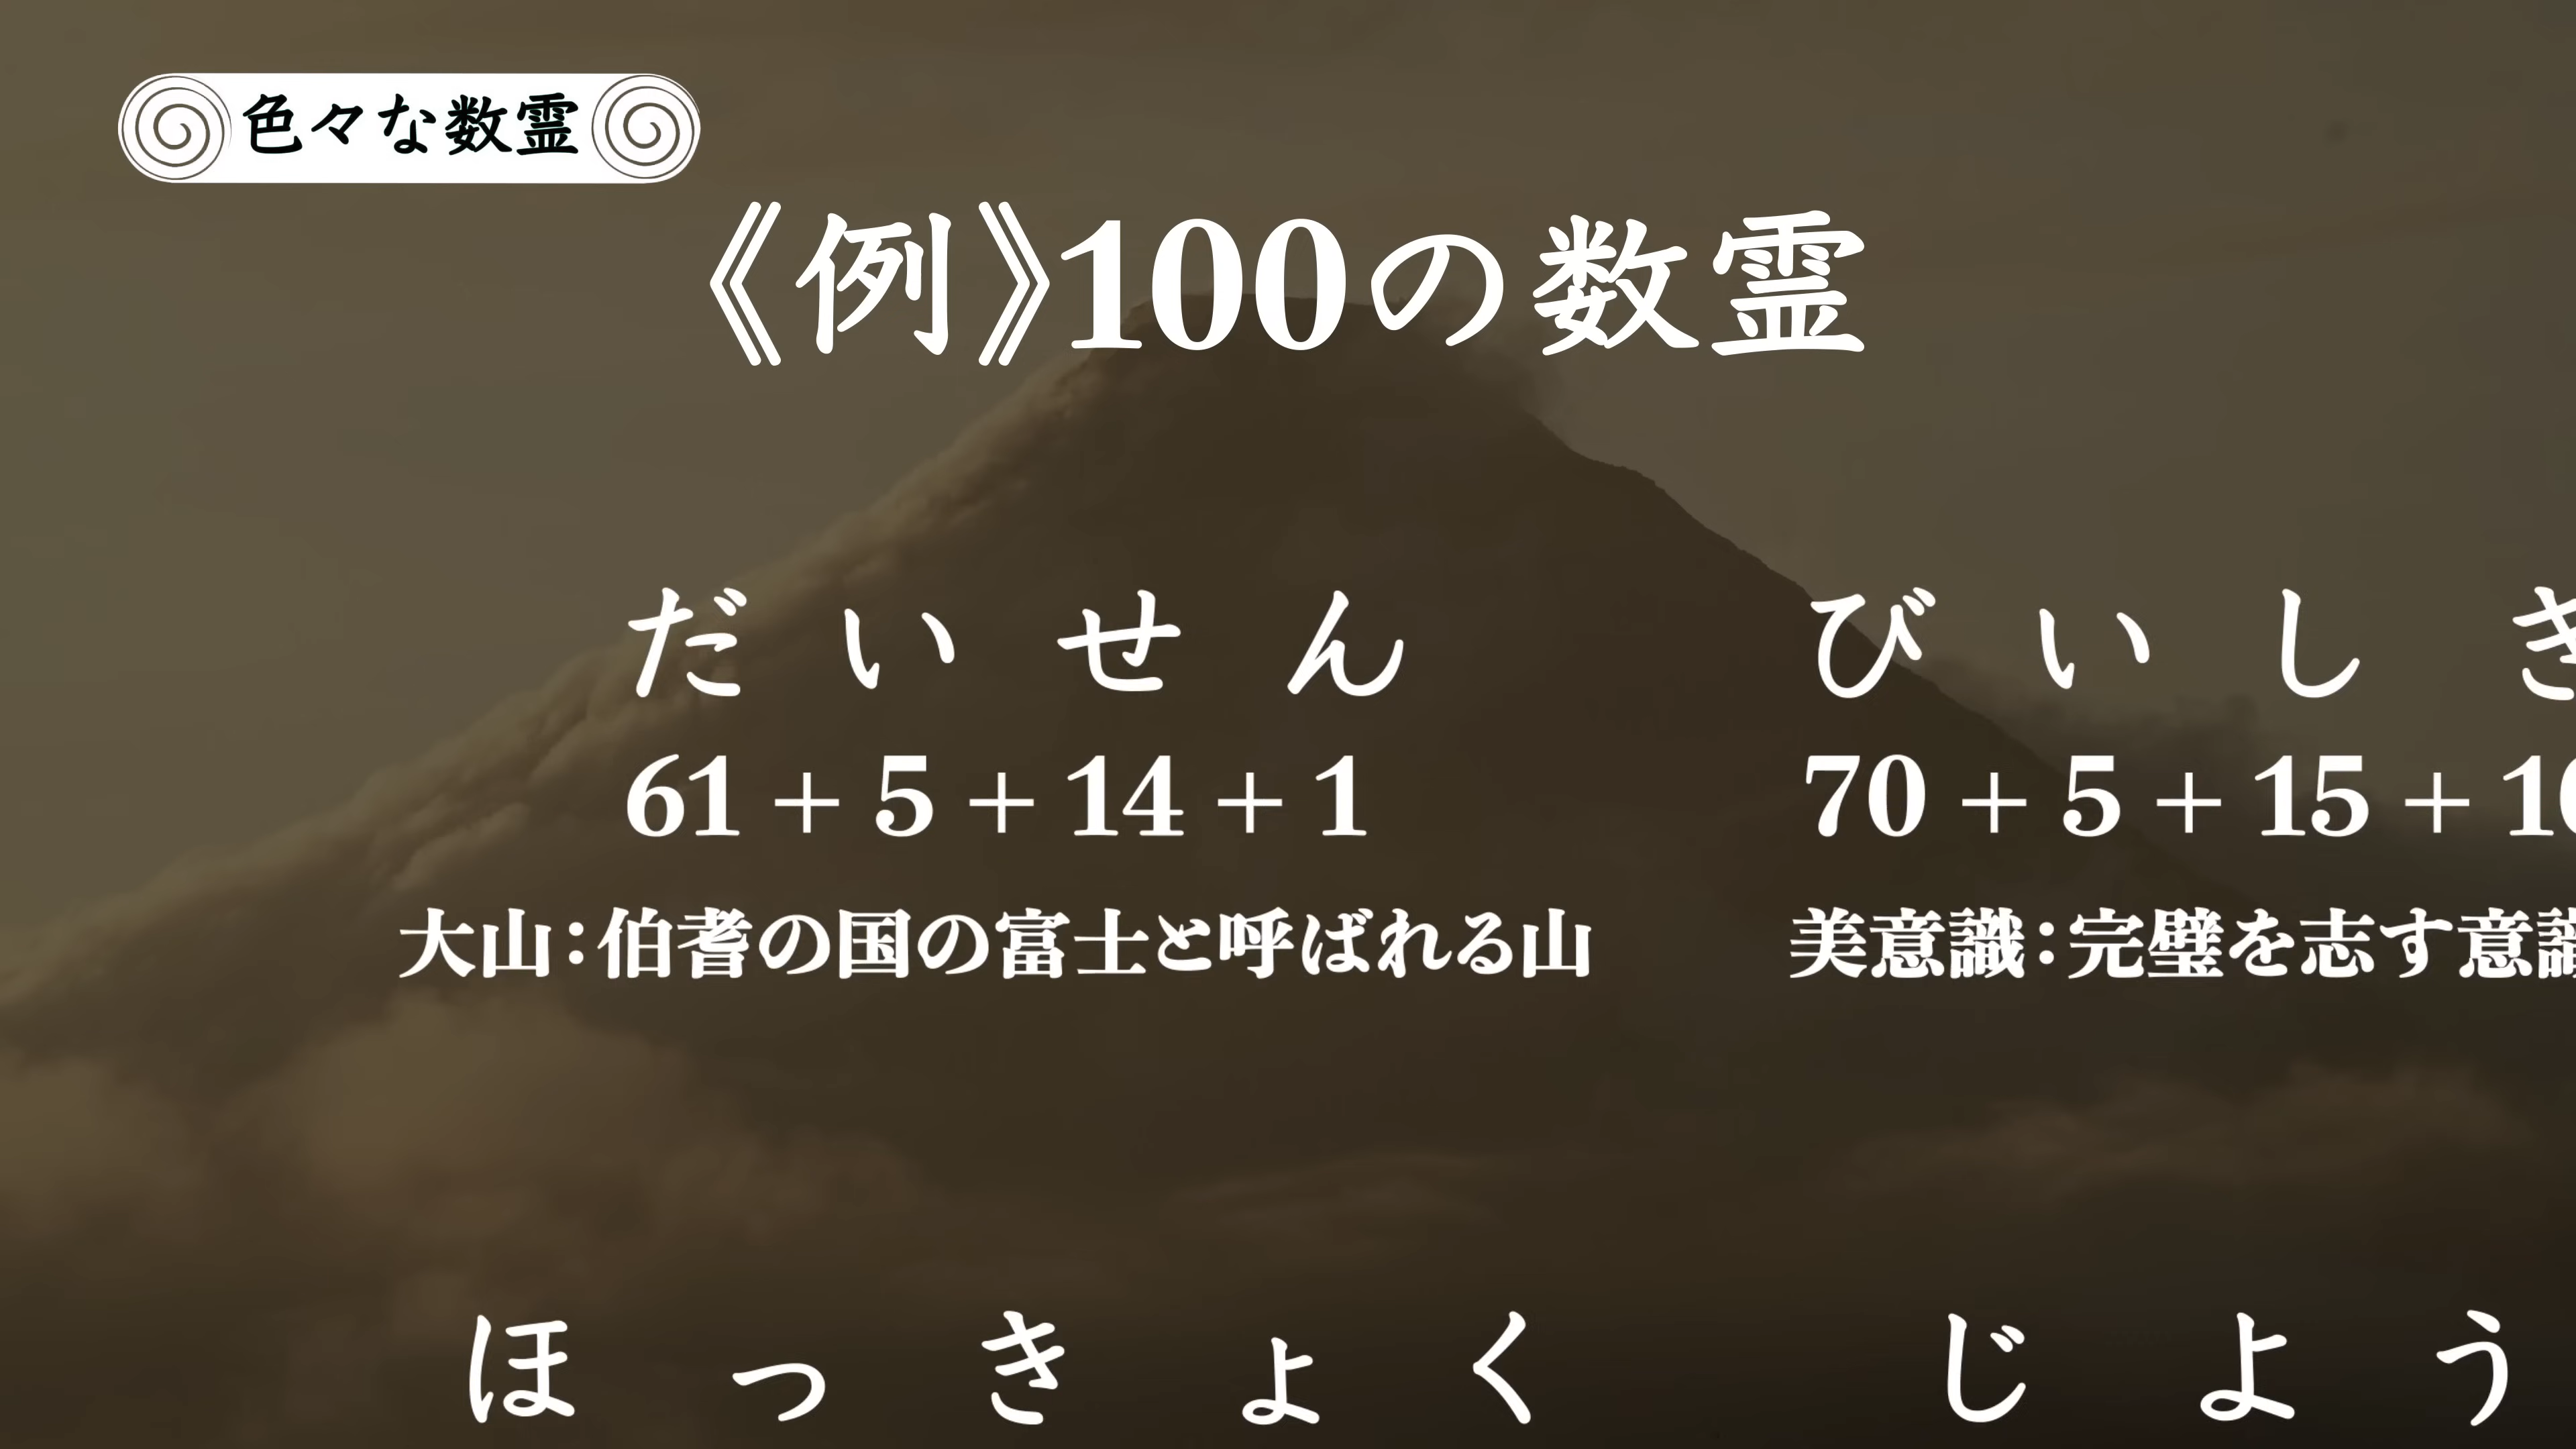 色々な数霊
《例》100の数霊
だいせん びいしき
61+5+14+1 70+5+15+10
大山：伯耆の国の富士と呼ばれる山 美意識：完璧を志す意識
ほっきょく じよう